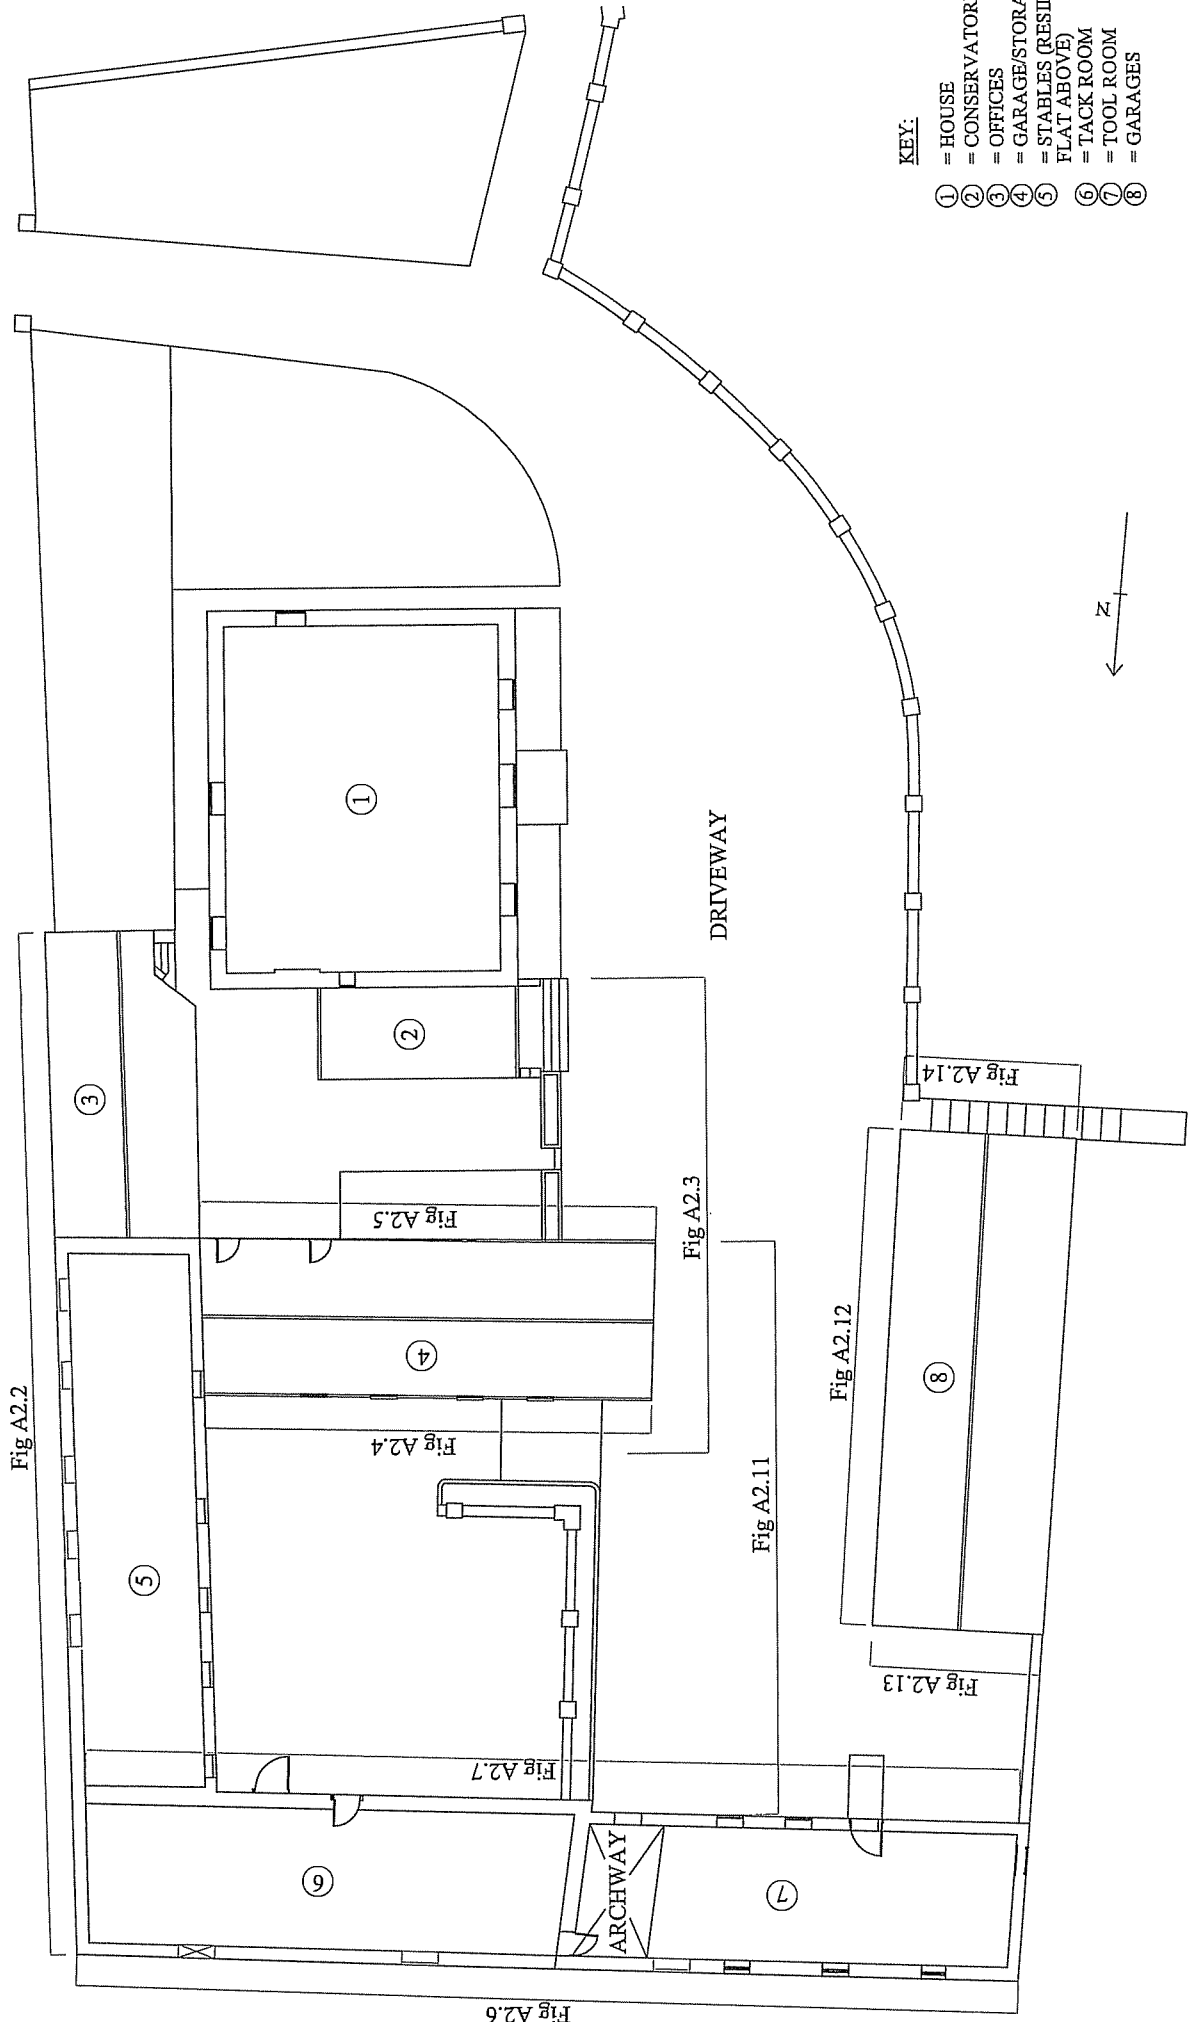 KEY:
① = HOUSE
② = CONSERVATOR
③ = OFFICES
④ = GARAGE/STORA
⑤ = STABLES (RESI
FLAT ABOVE)
⑥ = TACK ROOM
⑦ = TOOL ROOM
⑧ = GARAGES
N
DRIVEWAY
ARCHWAY
①
②
③
④
⑤
⑥
⑦
⑧
Fig A2.2
Fig A2.3
Fig A2.4
Fig A2.5
Fig A2.6
Fig A2.7
Fig A2.11
Fig A2.12
Fig A2.13
Fig A2.14